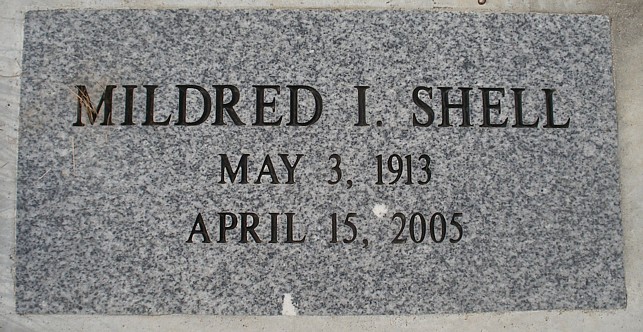 MILDRED I. SHELL
MAY 3, 1913
APRIL 15, 2005